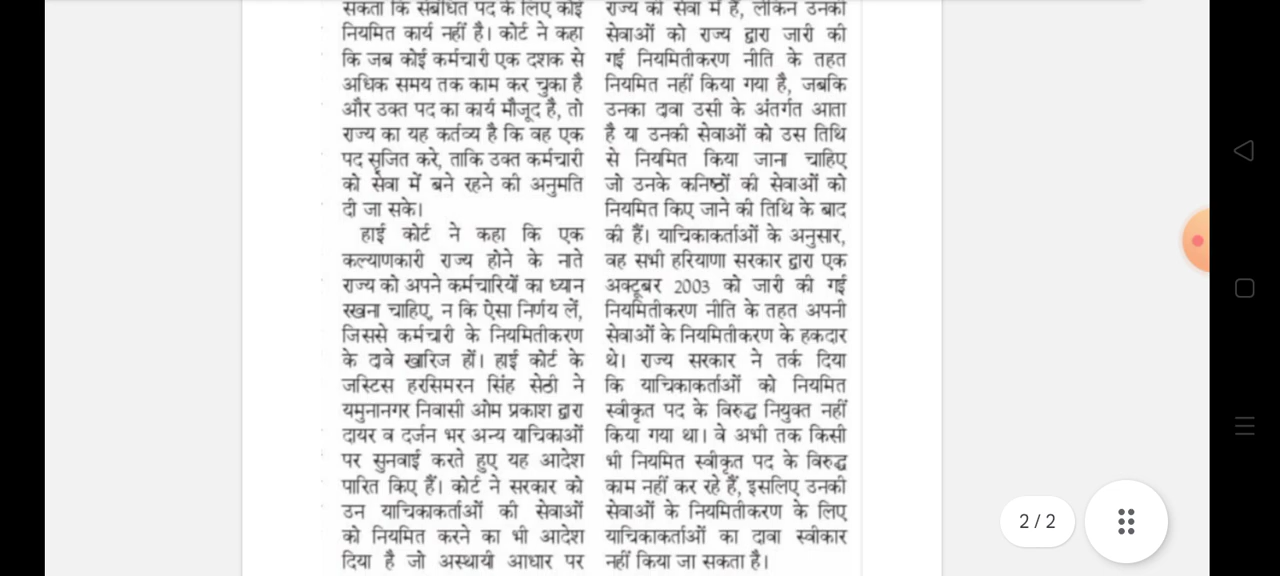 सकता कि संबंधित पद के लिए कोई
नियमित कार्य नहीं है। कोर्ट ने कहा
कि जब कोई कर्मचारी एक दशक से
अधिक समय तक काम कर चुका है
और उक्त पद का कार्य मौजूद है, तो
राज्य का यह कर्तव्य है कि वह एक
पद सृजित करे, ताकि उक्त कर्मचारी
को सेवा में बने रहने की अनुमति
दी जा सके।
हाई कोर्ट ने कहा कि एक
कल्याणकारी राज्य होने के नाते
राज्य को अपने कर्मचारियों का ध्यान
रखना चाहिए, न कि ऐसा निर्णय लें,
जिससे कर्मचारी के नियमितीकरण
के दावे खारिज हों। हाई कोर्ट के
जस्टिस हरसिमरन सिंह सेठी ने
यमुनानगर निवासी ओम प्रकाश द्वारा
दायर व दर्जन भर अन्य याचिकाओं
पर सुनवाई करते हुए यह आदेश
पारित किए हैं। कोर्ट ने सरकार को
उन याचिकाकर्ताओं की सेवाओं
को नियमित करने का भी आदेश
दिया है जो अस्थायी आधार पर
राज्य की सेवा में हैं, लेकिन उनकी
सेवाओं को राज्य द्वारा जारी की
गई नियमितीकरण नीति के तहत
नियमित नहीं किया गया है, जबकि
उनका दावा उसी के अंतर्गत आता
है या उनकी सेवाओं को उस तिथि
से नियमित किया जाना चाहिए
जो उनके कनिष्ठों की सेवाओं को
नियमित किए जाने की तिथि के बाद
की हैं। याचिकाकर्ताओं के अनुसार,
वह सभी हरियाणा सरकार द्वारा एक
अक्टूबर 2003 को जारी की गई
नियमितीकरण नीति के तहत अपनी
सेवाओं के नियमितीकरण के हकदार
थे। राज्य सरकार ने तर्क दिया
कि याचिकाकर्ताओं को नियमित
स्वीकृत पद के विरुद्ध नियुक्त नहीं
किया गया था। वे अभी तक किसी
भी नियमित स्वीकृत पद के विरुद्ध
काम नहीं कर रहे हैं, इसलिए उनकी
सेवाओं के नियमितीकरण के लिए
याचिकाकर्ताओं का दावा स्वीकार
नहीं किया जा सकता है।
2 / 2